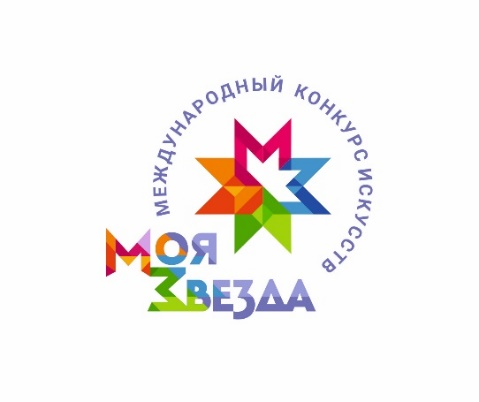 МЕЖДУНАРОДНЫЙ КОНКУРС ИСКУССТВ
МОЯ
ЗВЕЗДА